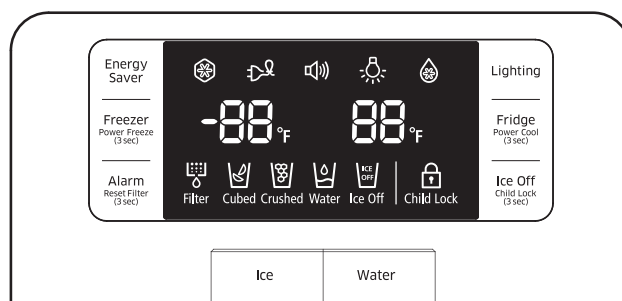 Energy
Saver
Lighting
-88°F
88°F
Freezer
Power Freeze
(3 sec)
Fridge
Power Cool
(3 sec)
Alarm
Reset Filter
(3 sec)
ICE
OFF
Filter Cubed Crushed Water Ice Off Child Lock
Ice Off
Child Lock
(3 sec)
Ice
Water